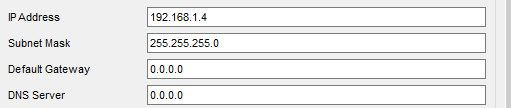 IP Address 192.168.1.4
Subnet Mask 255.255.255.0
Default Gateway 0.0.0.0
DNS Server 0.0.0.0